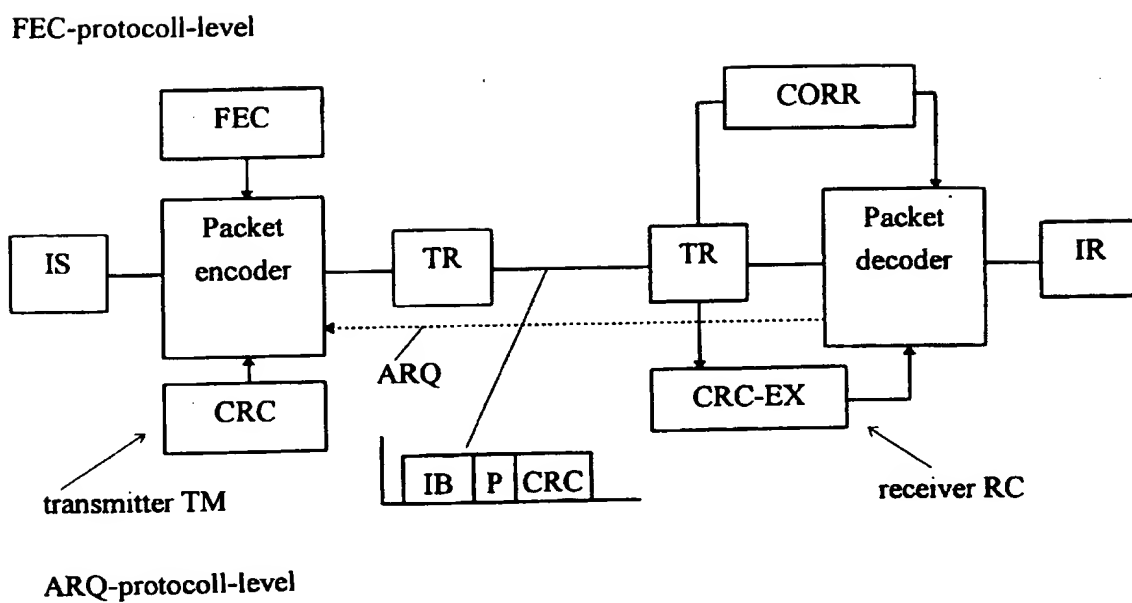 FEC-protocoll-level
FEC
CORR
IS
Packet
encoder
TR
TR
Packet
decoder
IR
ARQ
CRC
CRC-EX
IB P CRC
transmitter TM
receiver RC
ARQ-protocoll-level